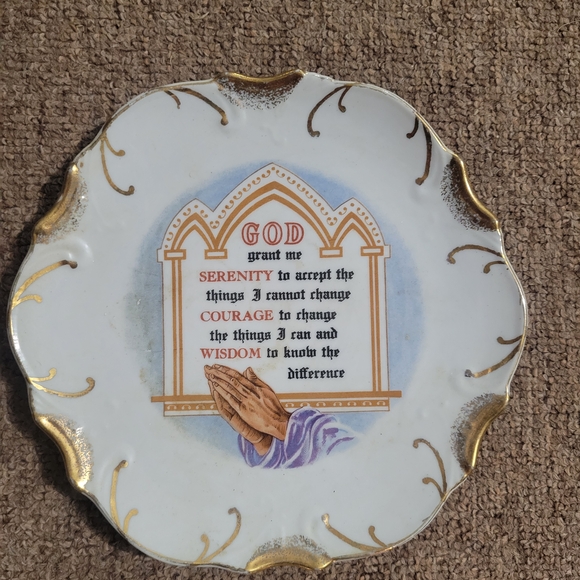 GOD
grant me
SERENITY to accept the
things I cannot change
COURAGE to change
the things I can and
WISDOM to know the
difference